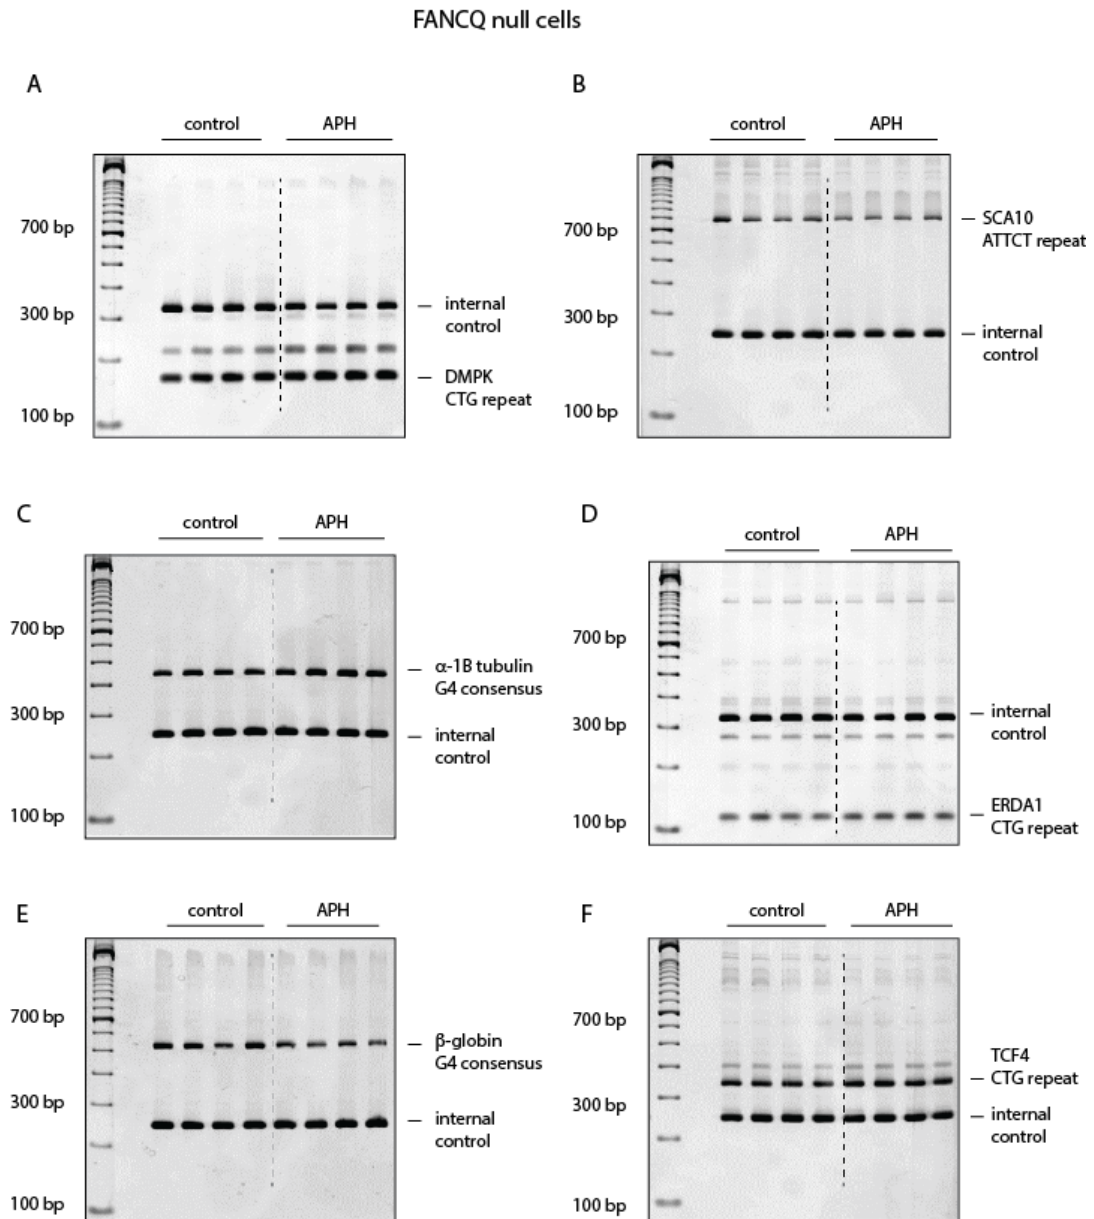 FANCQ null cells
A
control APH
700 bp
300 bp
100 bp
internal
control
DMPK
CTG repeat
B
control APH
700 bp
300 bp
100 bp
SCA10
ATTCT repeat
internal
control
C
control APH
700 bp
300 bp
100 bp
α-1B tubulin
G4 consensus
internal
control
D
control APH
700 bp
300 bp
100 bp
internal
control
ERDA1
CTG repeat
E
control APH
700 bp
300 bp
100 bp
β-globin
G4 consensus
internal
control
F
control APH
700 bp
300 bp
100 bp
TCF4
CTG repeat
internal
control